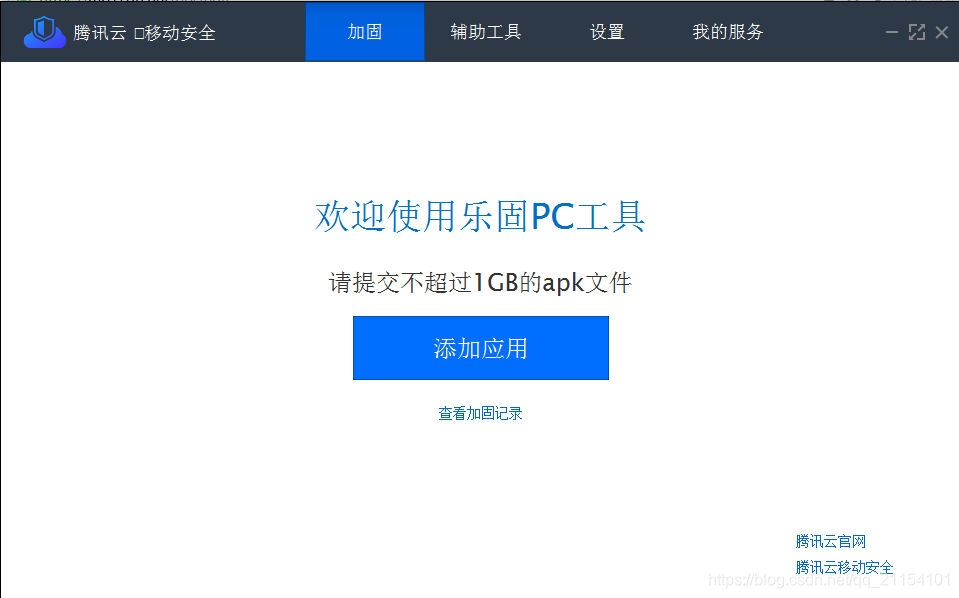 腾讯云 □移动安全 加固 辅助工具 设置 我的服务
欢迎使用乐固PC工具
请提交不超过1GB的apk文件
添加应用
查看加固记录
腾讯云官网
腾讯云移动安全
https://blog.csdn.net/qq_21154101